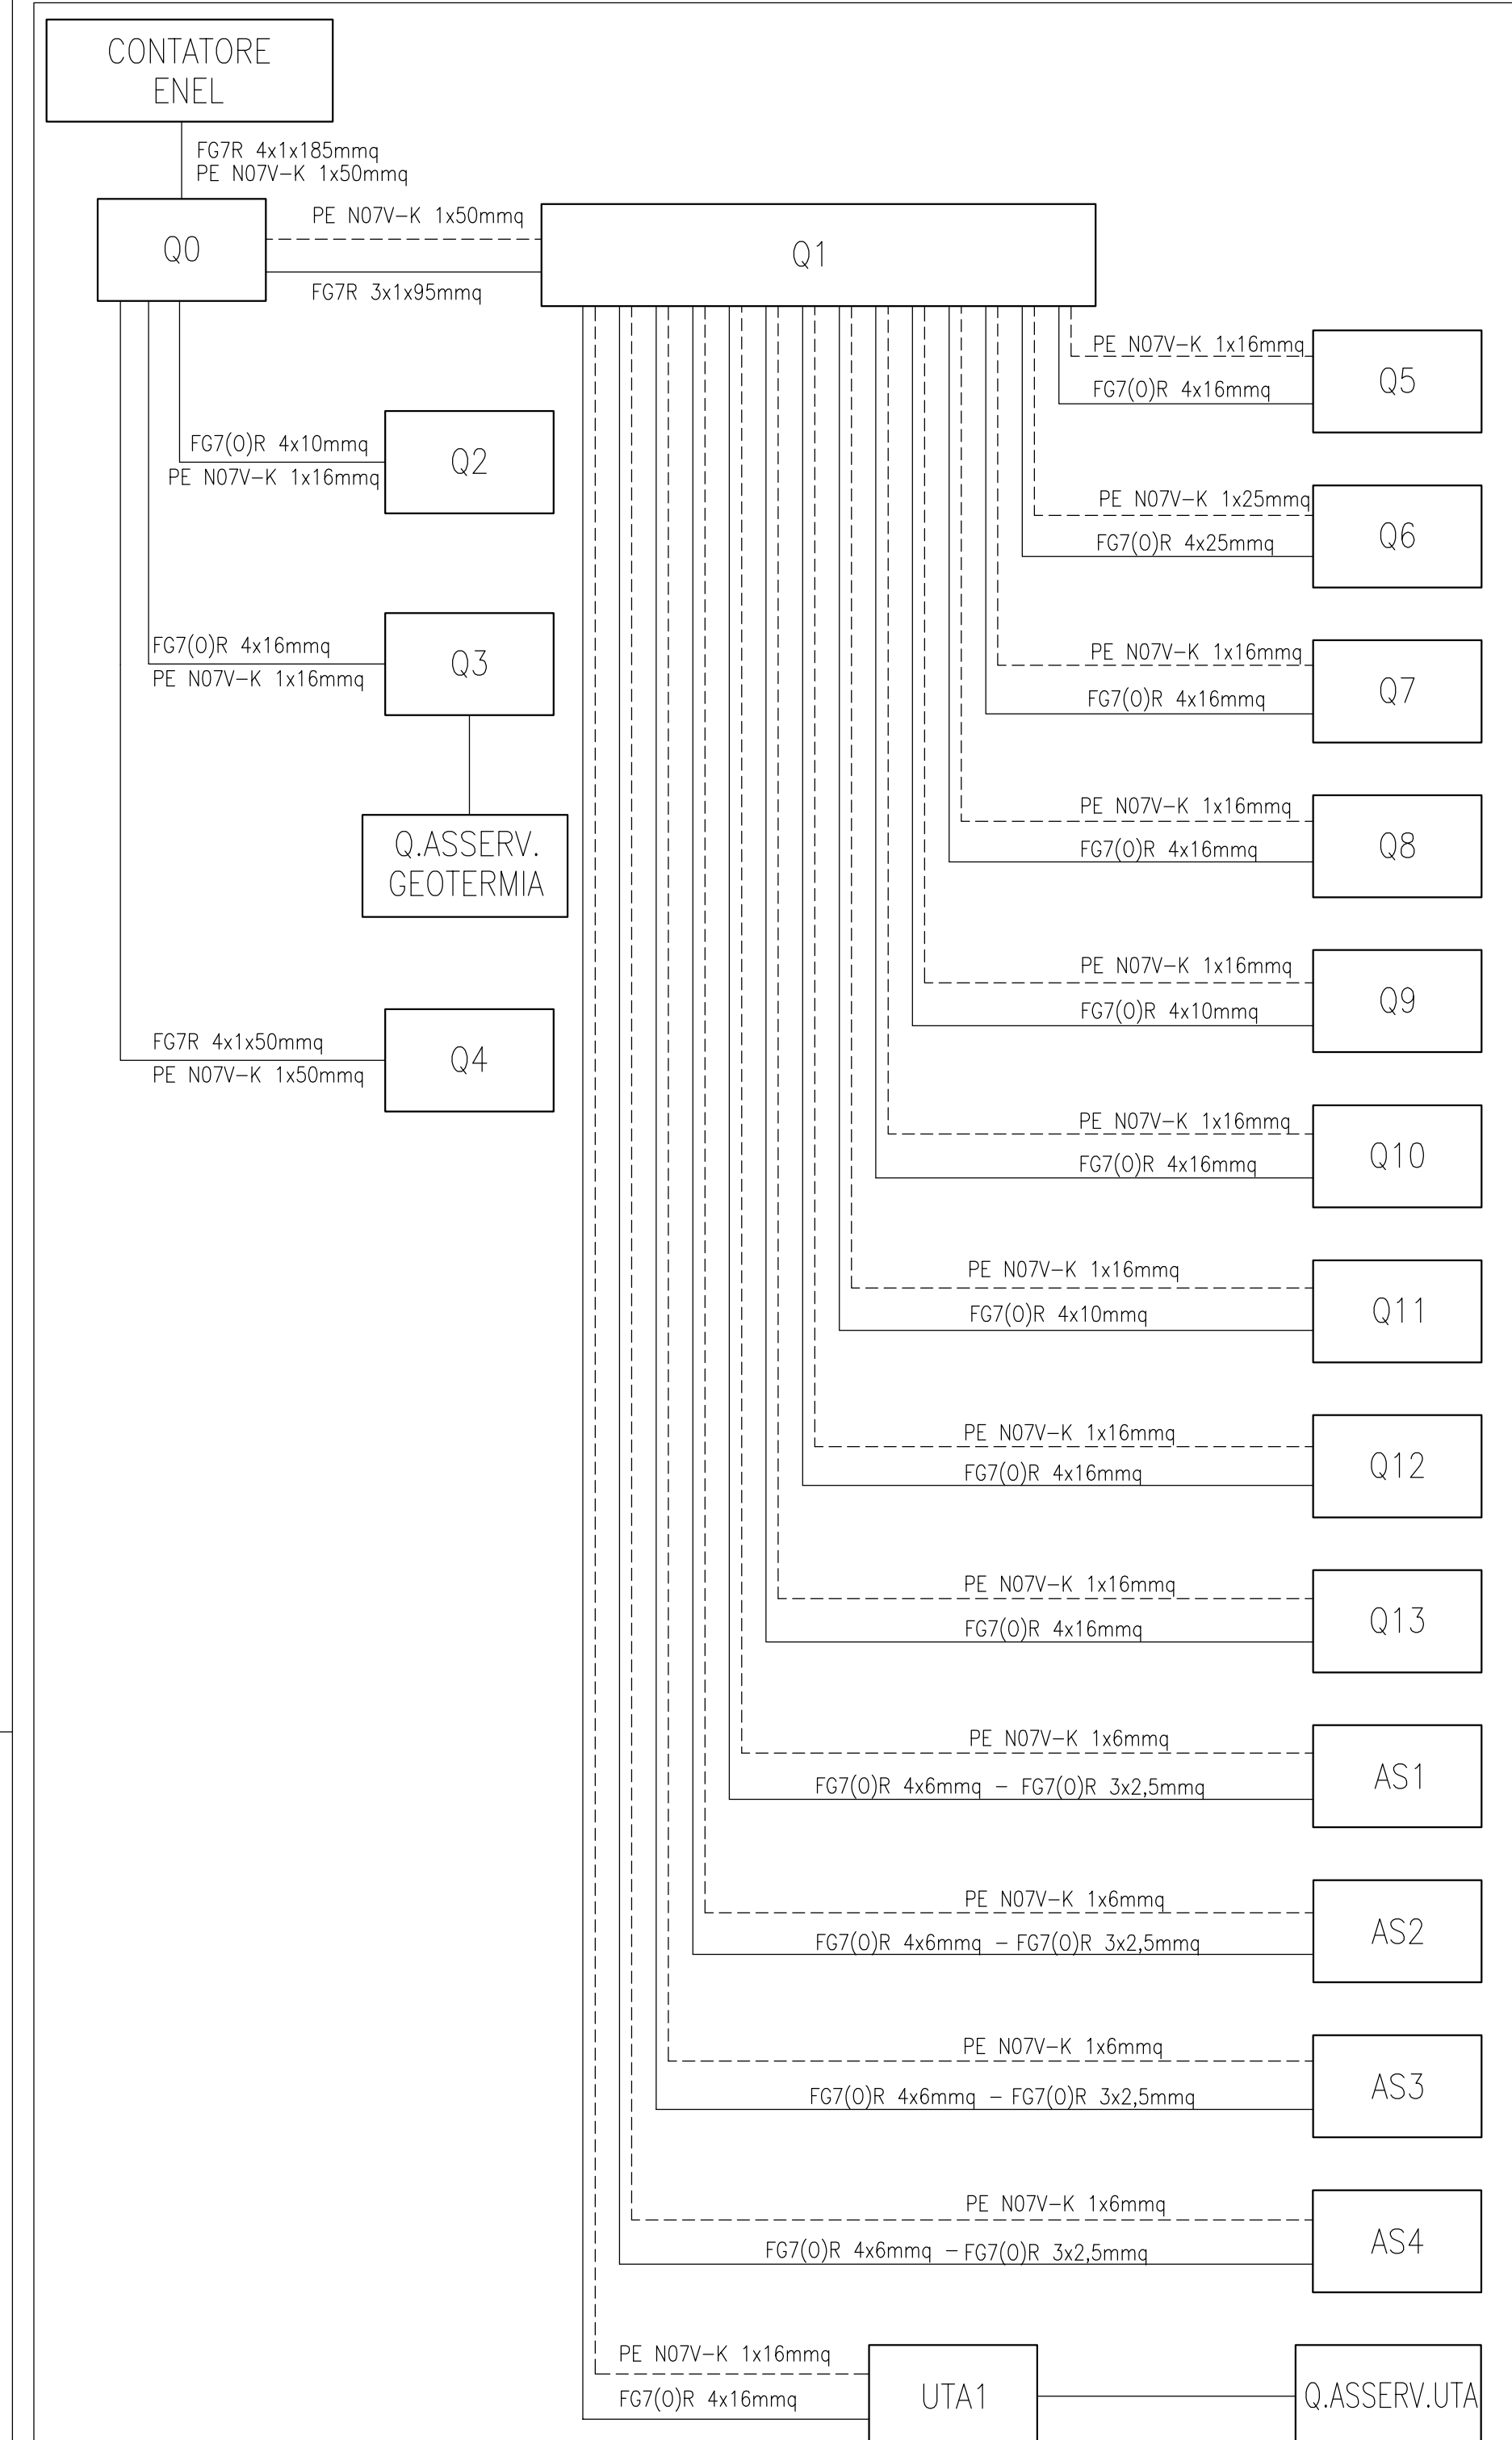 CONTATORE
ENEL
FG7R 4x1x185mmq
PE N07V-K 1x50mmq
Q0
PE N07V-K 1x50mmq
FG7R 3x1x95mmq
Q1
FG7(O)R 4x10mmq
PE N07V-K 1x16mmq
Q2
FG7(O)R 4x16mmq
PE N07V-K 1x16mmq
Q3
Q.ASSERV.
GEOTERMIA
FG7R 4x1x50mmq
PE N07V-K 1x50mmq
Q4
PE N07V-K 1x16mmq
FG7(O)R 4x16mmq
Q5
PE N07V-K 1x25mmq
FG7(O)R 4x25mmq
Q6
PE N07V-K 1x16mmq
FG7(O)R 4x16mmq
Q7
PE N07V-K 1x16mmq
FG7(O)R 4x16mmq
Q8
PE N07V-K 1x16mmq
FG7(O)R 4x10mmq
Q9
PE N07V-K 1x16mmq
FG7(O)R 4x16mmq
Q10
PE N07V-K 1x16mmq
FG7(O)R 4x10mmq
Q11
PE N07V-K 1x16mmq
FG7(O)R 4x16mmq
Q12
PE N07V-K 1x16mmq
FG7(O)R 4x16mmq
Q13
PE N07V-K 1x6mmq
FG7(O)R 4x6mmq - FG7(O)R 3x2,5mmq
AS1
PE N07V-K 1x6mmq
FG7(O)R 4x6mmq - FG7(O)R 3x2,5mmq
AS2
PE N07V-K 1x6mmq
FG7(O)R 4x6mmq - FG7(O)R 3x2,5mmq
AS3
PE N07V-K 1x6mmq
FG7(O)R 4x6mmq - FG7(O)R 3x2,5mmq
AS4
PE N07V-K 1x16mmq
FG7(O)R 4x16mmq
UTA1
Q.ASSERV.UTA